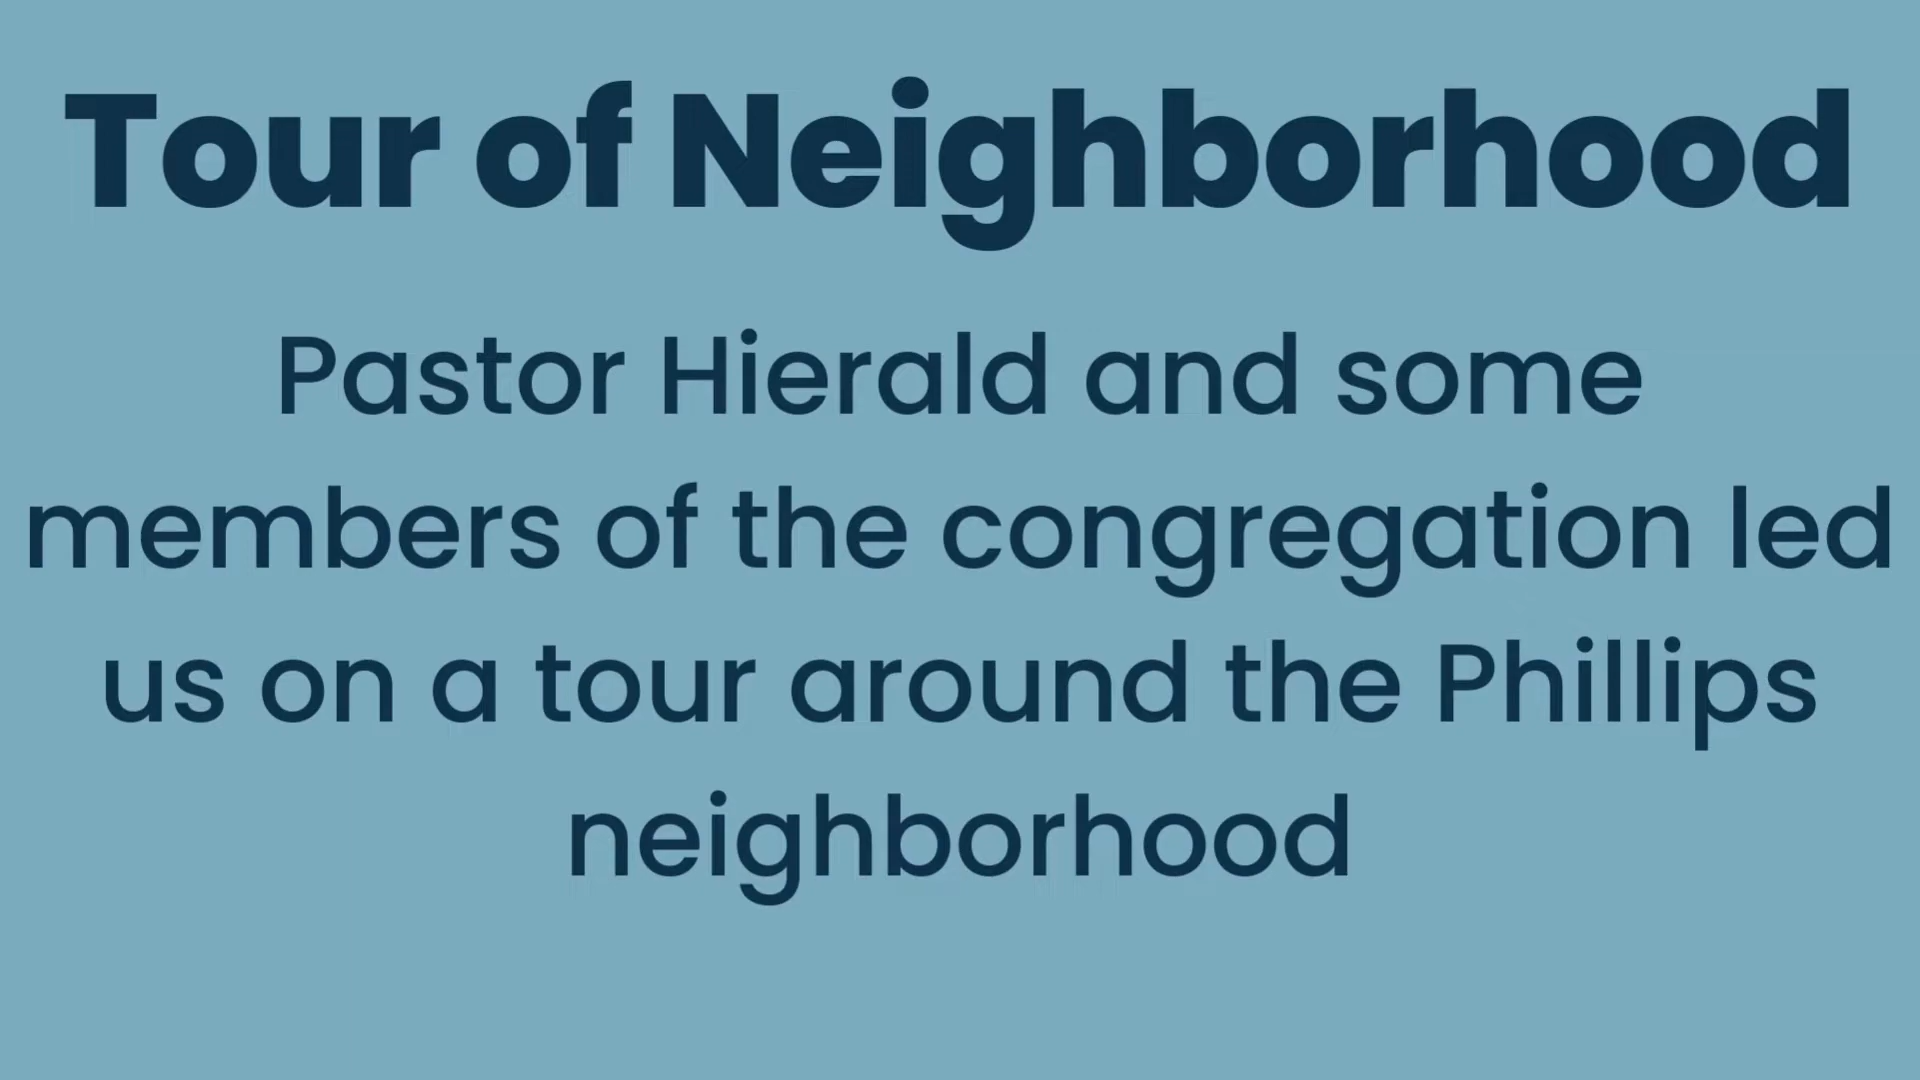 Tour of Neighborhood
Pastor Hierald and some
members of the congregation led
us on a tour around the Phillips
neighborhood